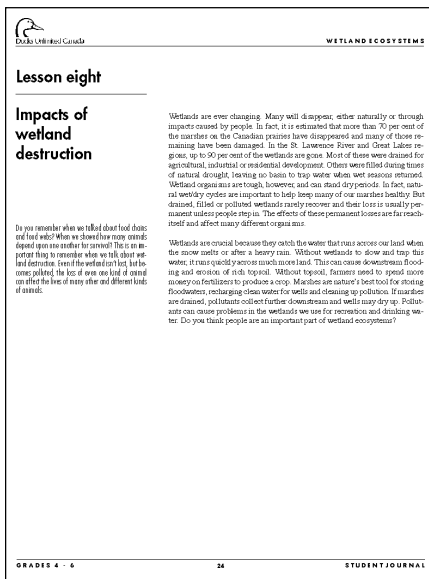 Ducks Unlimited Canada
WETLAND ECOSYSTEMS
Lesson eight
Impacts of
wetland
destruction
Do you remember when we talked about food chains
and food webs? When we showed how many animals
depend upon one another for survival? This is an im-
portant thing to remember when we talk about wet-
land destruction. Even if the wetland isn't lost, but be-
comes polluted, the loss of even one kind of animal
can affect the lives of many other and different kinds
of animals.
Wetlands are ever changing. Many will disappear, either naturally or through
impacts caused by people. In fact, it is estimated that more than 70 per cent of
the marshes on the Canadian prairies have disappeared and many of those re-
maining have been damaged. In the St. Lawrence River and Great Lakes re-
gions, up to 90 per cent of the wetlands are gone. Most of these were drained for
agricultural, industrial or residential development. Others were filled during times
of natural drought, leaving no basin to trap water when wet seasons returned.
Wetland organisms are tough, however, and can stand dry periods. In fact, natu-
ral wet/dry cycles are important to help keep many of our marshes healthy. But
drained, filled or polluted wetlands rarely recover and their loss is usually per-
manent unless people step in. The effects of these permanent losses are far reach-
itself and affect many different organisms.
Wetlands are crucial because they catch the water that runs across our land when
the snow melts or after a heavy rain. Without wetlands to slow and trap this
water, it runs quickly across much more land. This can cause downstream flood-
ing and erosion of rich topsoil. Without topsoil, farmers need to spend more
money on fertilizers to produce a crop. Marshes are nature's best tool for storing
floodwaters, recharging clean water for wells and cleaning up pollution. If marshes
are drained, pollutants collect further downstream and wells may dry up. Pollut-
ants can cause problems in the wetlands we use for recreation and drinking wa-
ter. Do you think people are an important part of wetland ecosystems?
GRADES 4 - 6
24
STUDENT JOURNAL